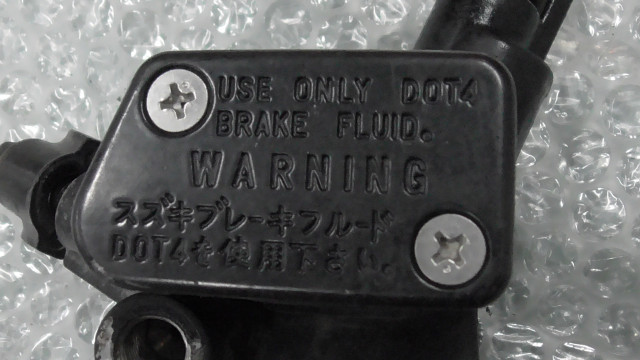 USE ONLY DOT4
BRAKE FLUID.
WARNING
スズキブレーキフルード
DOT4を使用下さい。